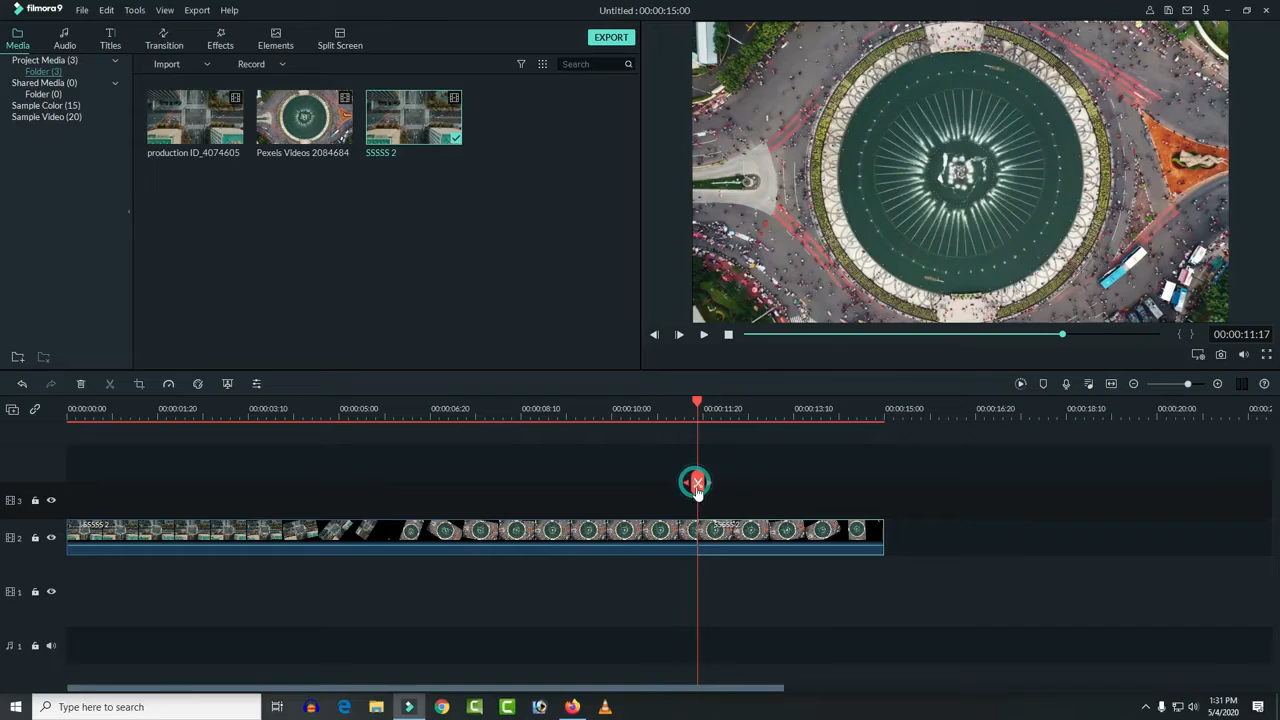 filmora9 File Edit Tools View Export Help Untitled : 00:00:15:00
Media Audio Titles Transition Effects Elements Split Screen EXPORT
Project Media (3)
Folder (3)
Shared Media (0)
Folder (0)
Sample Color (15)
Sample Video (20)
Import Record Search
production ID_4074605 Pexels Videos 2084684 SSSSS 2
00:00:11:17
00:00:00:00 00:00:01:20 00:00:03:10 00:00:05:00 00:00:06:20 00:00:08:10 00:00:10:00 00:00:11:20 00:00:13:10 00:00:15:00 00:00:16:20 00:00:18:10 00:00:20:00
3
SSSSS 2 SSSSS 2
2
1
1
Type here to search
1:31 PM
5/4/2020